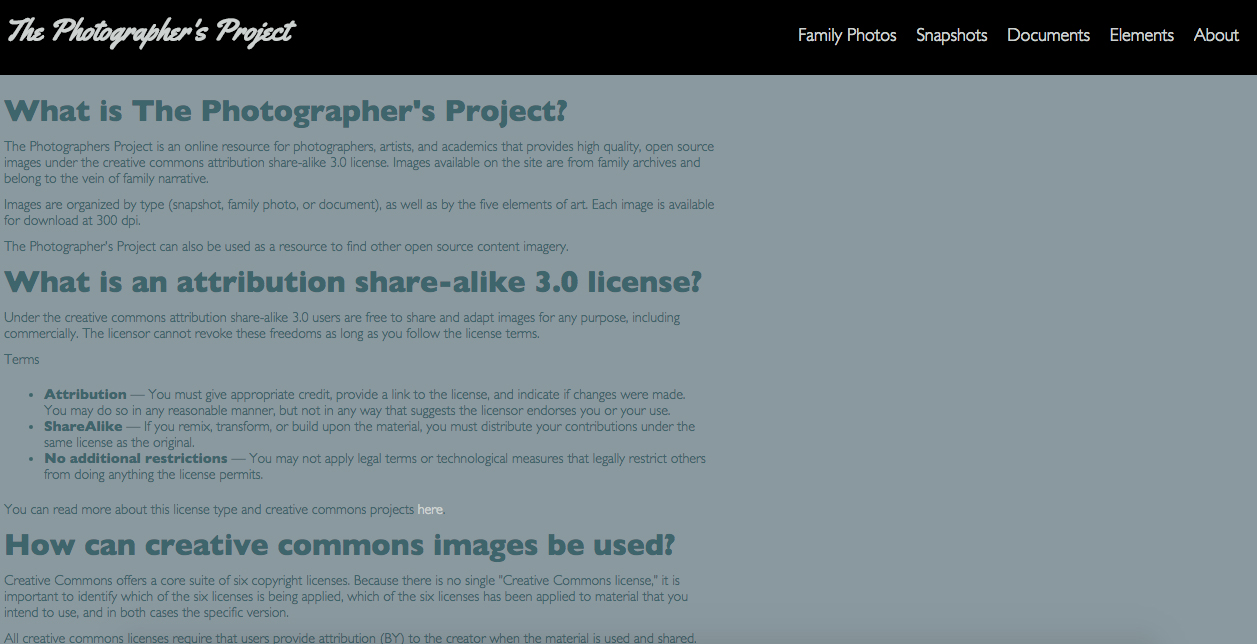 The Photographer's Project
Family Photos Snapshots Documents Elements About
What is The Photographer's Project?
The Photographers Project is an online resource for photographers, artists, and academics that provides high quality, open source
images under the creative commons attribution share-alike 3.0 license. Images available on the site are from family archives and
belong to the vein of family narrative.
Images are organized by type (snapshot, family photo, or document), as well as by the five elements of art. Each image is available
for download at 300 dpi.
The Photographer's Project can also be used as a resource to find other open source content imagery.
What is an attribution share-alike 3.0 license?
Under the creative commons attribution share-alike 3.0 users are free to share and adapt images for any purpose, including
commercially. The licensor cannot revoke these freedoms as long as you follow the license terms.
Terms
• Attribution — You must give appropriate credit, provide a link to the license, and indicate if changes were made.
You may do so in any reasonable manner, but not in any way that suggests the licensor endorses you or your use.
• ShareAlike — If you remix, transform, or build upon the material, you must distribute your contributions under the
same license as the original.
• No additional restrictions — You may not apply legal terms or technological measures that legally restrict others
from doing anything the license permits.
You can read more about this license type and creative commons projects here.
How can creative commons images be used?
Creative Commons offers a core suite of six copyright licenses. Because there is no single "Creative Commons license," it is
important to identify which of the six licenses is being applied, which of the six licenses has been applied to material that you
intend to use, and in both cases the specific version.
All creative commons licenses require that users provide attribution (BY) to the creator when the material is used and shared.